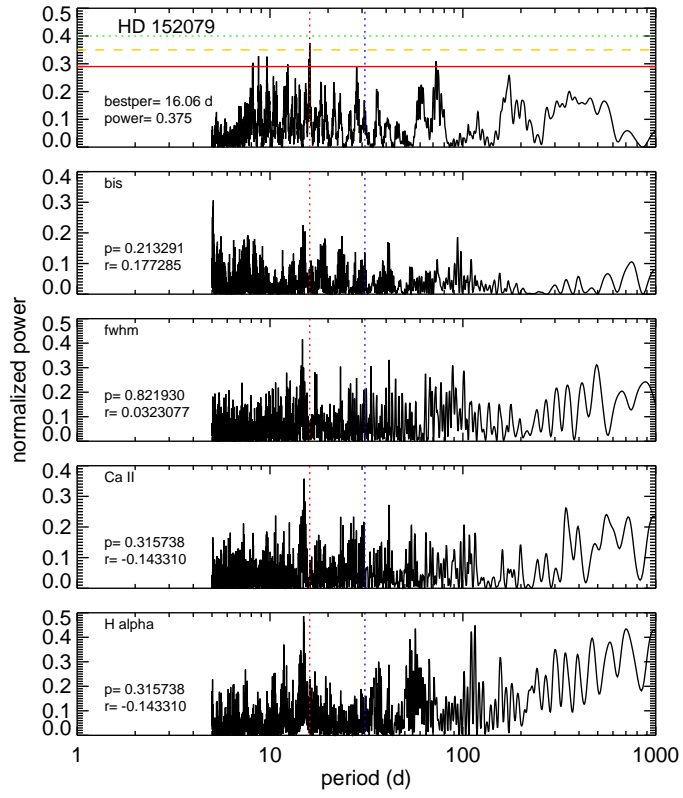 HD 152079
0.5
0.4
0.3
0.2
0.1
0.0
bestper= 16.06 d
power= 0.375
bis
0.4
0.3
0.2
0.1
0.0
p= 0.213291
r= 0.177285
fwhm
0.5
0.4
0.3
0.2
0.1
0.0
p= 0.821930
r= 0.0323077
normalized power
Ca II
0.4
0.3
0.2
0.1
0.0
p= 0.315738
r= -0.143310
H alpha
0.5
0.4
0.3
0.2
0.1
0.0
p= 0.315738
r= -0.143310
1 10 100 1000
period (d)